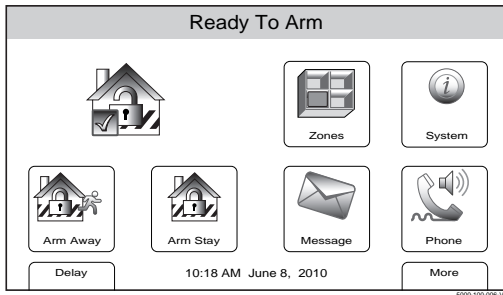 Ready To Arm
Zones
System
Arm Away
Arm Stay
Message
Phone
Delay
10:18 AM June 8, 2010
More